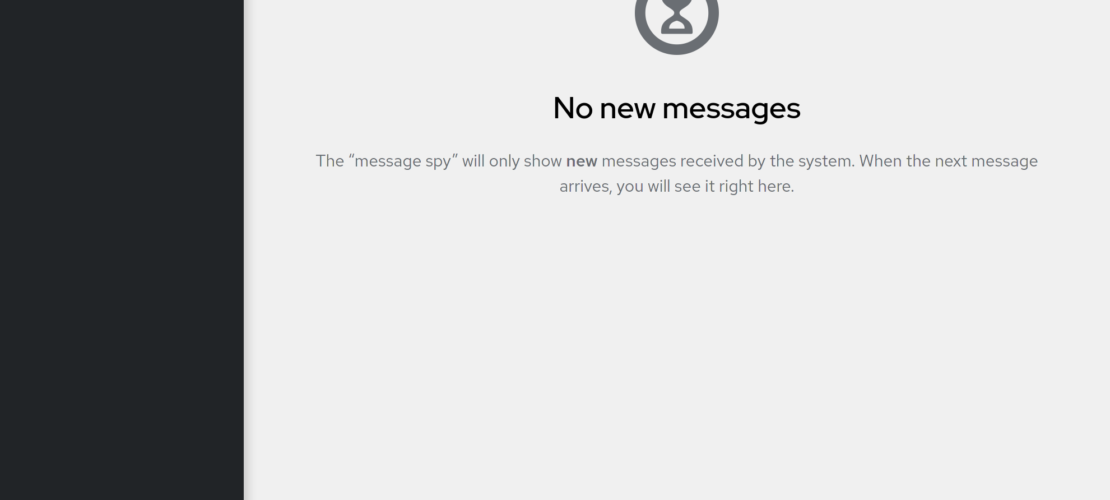 No new messages
The “message spy” will only show new messages received by the system. When the next message
arrives, you will see it right here.